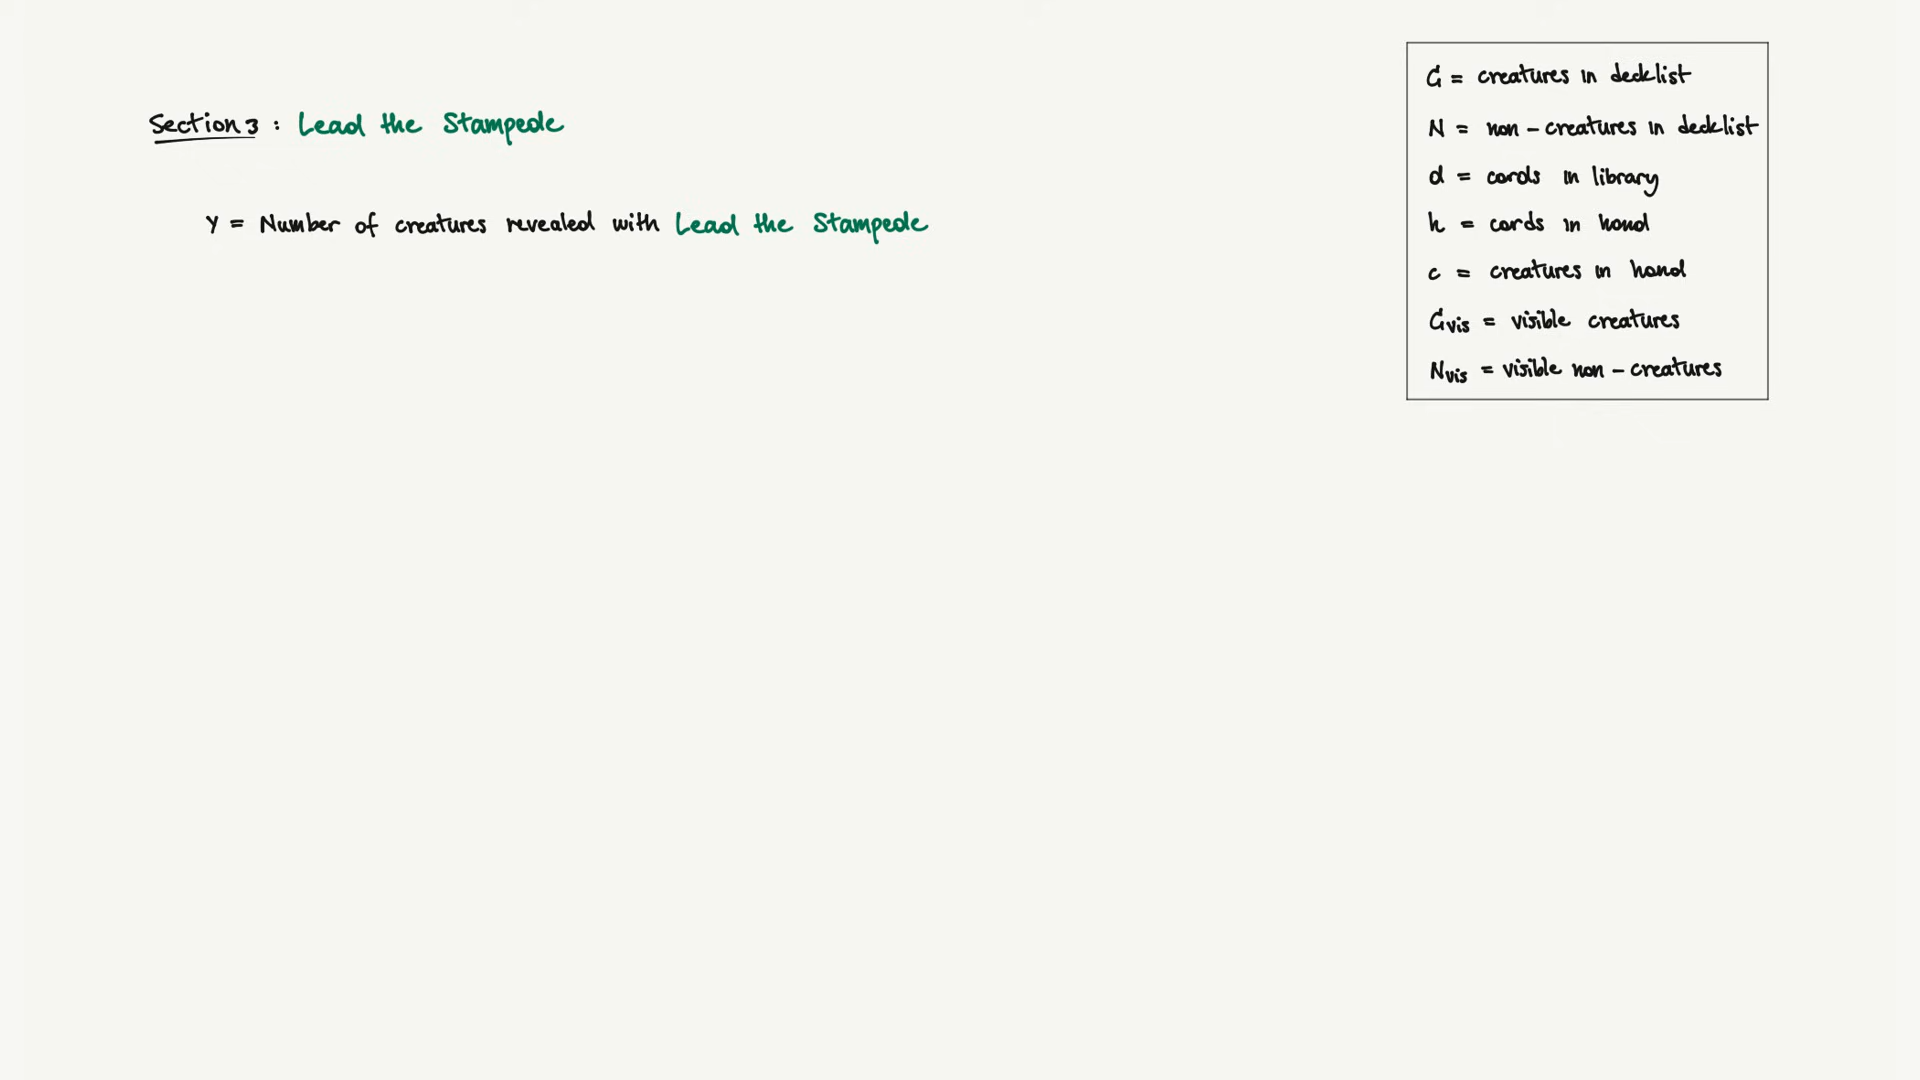 Section 3 : Lead the Stampede
Y = Number of creatures revealed with Lead the Stampede
C = creatures in decklist
N = non-creatures in decklist
d = cards in library
h = cards in hand
c = creatures in hand
Cvis = visible creatures
Nvis = visible non-creatures